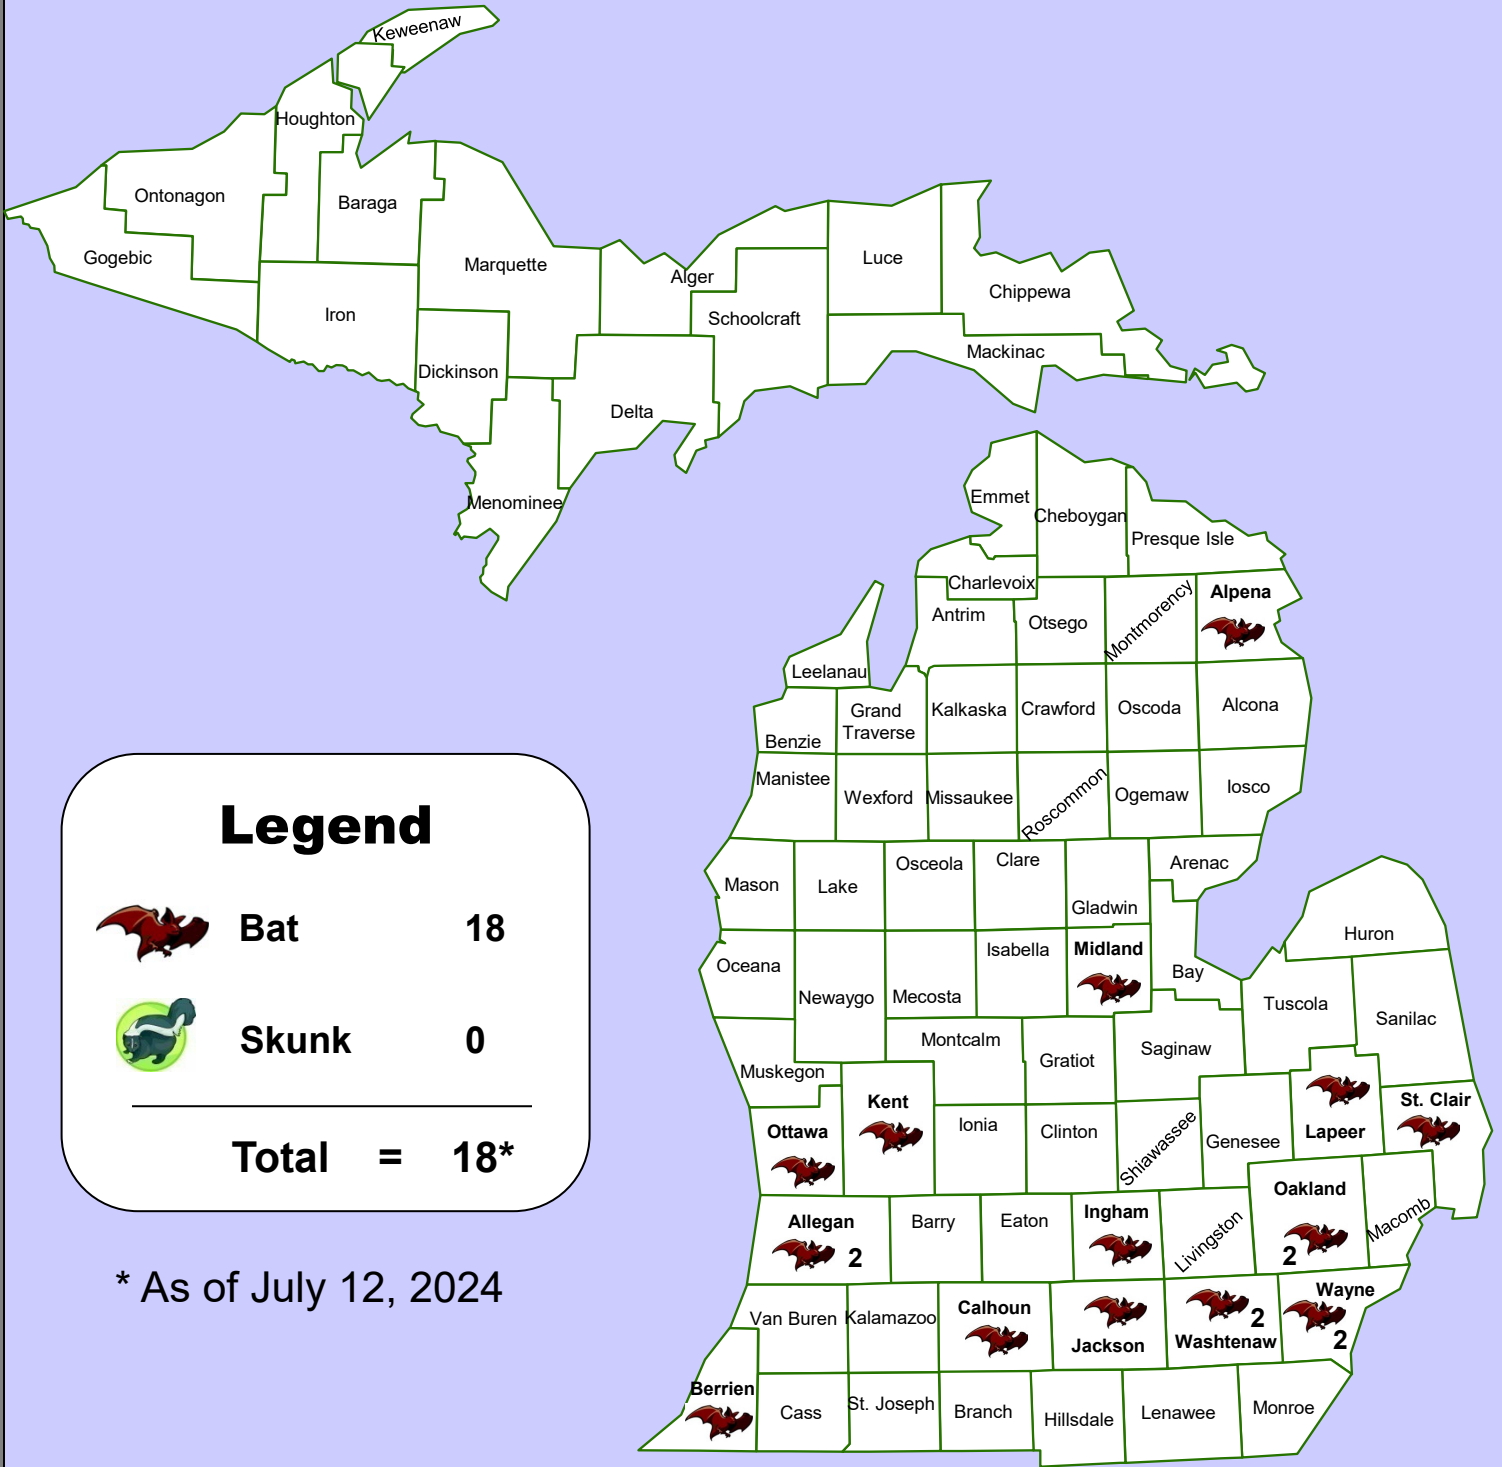 Keweenaw
Houghton
Ontonagon
Baraga
Gogebic
Marquette
Luce
Alger
Chippewa
Iron
Schoolcraft
Mackinac
Dickinson
Delta
Menominee
Emmet
Cheboygan
Presque Isle
Charlevoix
Antrim
Otsego
Montmorency
Alpena
Leelanau
Benzie
Grand
Traverse
Kalkaska
Crawford
Oscoda
Alcona
Manistee
Wexford
Missaukee
Roscommon
Ogemaw
Iosco
Mason
Lake
Osceola
Clare
Gladwin
Arenac
Huron
Oceana
Newaygo
Mecosta
Isabella
Midland
Bay
Tuscola
Sanilac
Muskegon
Montcalm
Gratiot
Saginaw
Ottawa
Kent
Ionia
Clinton
Shiawassee
Genesee
Lapeer
St. Clair
Allegan
2
Barry
Eaton
Ingham
Livingston
Oakland
2
Macomb
Van Buren
Kalamazoo
Calhoun
Jackson
2
Washtenaw
Wayne
2
Berrien
Cass
St. Joseph
Branch
Hillsdale
Lenawee
Monroe
Legend
Bat 18
Skunk 0
Total = 18*
* As of July 12, 2024